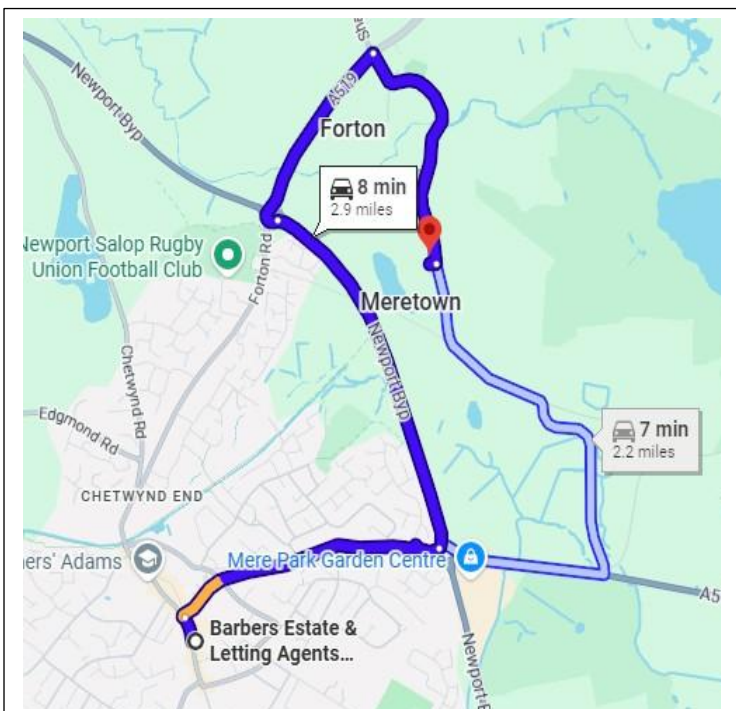 Newport Byp
A519
Forton
8 min
2.9 miles
Newport Salop Rugby
Union Football Club
Forton Rd
Meretown
Newport Byp
Chetwynd Rd
Edgmond Rd
7 min
2.2 miles
CHETWYND END
Mere Park Garden Centre
ners' Adams
A5
Barbers Estate &
Letting Agents...
Newport B